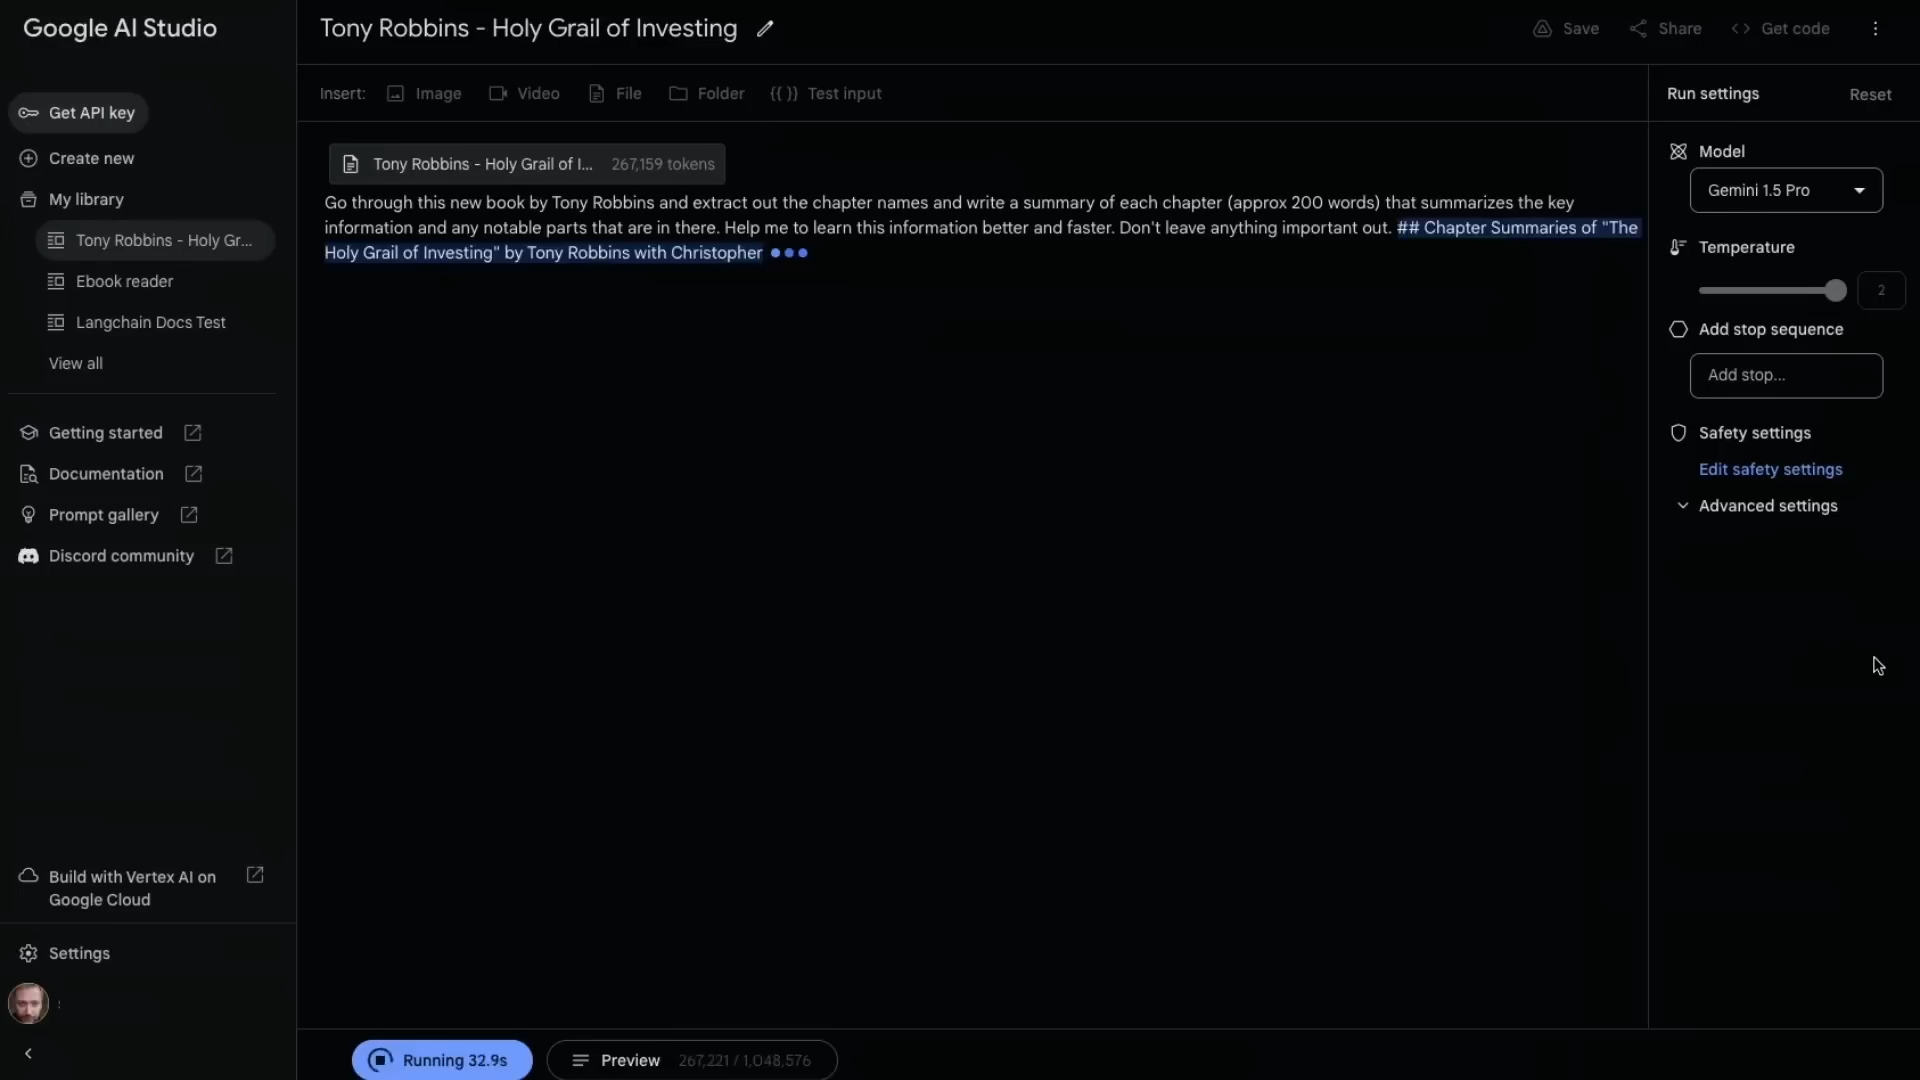 Google AI Studio
Tony Robbins - Holy Grail of Investing
Save
Share
Get code
Get API key
Create new
My library
Tony Robbins - Holy Gr...
Ebook reader
Langchain Docs Test
View all
Getting started
Documentation
Prompt gallery
Discord community
Build with Vertex AI on
Google Cloud
Settings
Insert:
Image
Video
File
Folder
{{ }} Test input
Tony Robbins - Holy Grail of I... 267,159 tokens
Go through this new book by Tony Robbins and extract out the chapter names and write a summary of each chapter (approx 200 words) that summarizes the key
information and any notable parts that are in there. Help me to learn this information better and faster. Don't leave anything important out. ## Chapter Summaries of "The
Holy Grail of Investing" by Tony Robbins with Christopher
Running 32.9s
Preview 267,221 / 1,048,576
Run settings
Reset
Model
Gemini 1.5 Pro
Temperature
2
Add stop sequence
Add stop...
Safety settings
Edit safety settings
Advanced settings